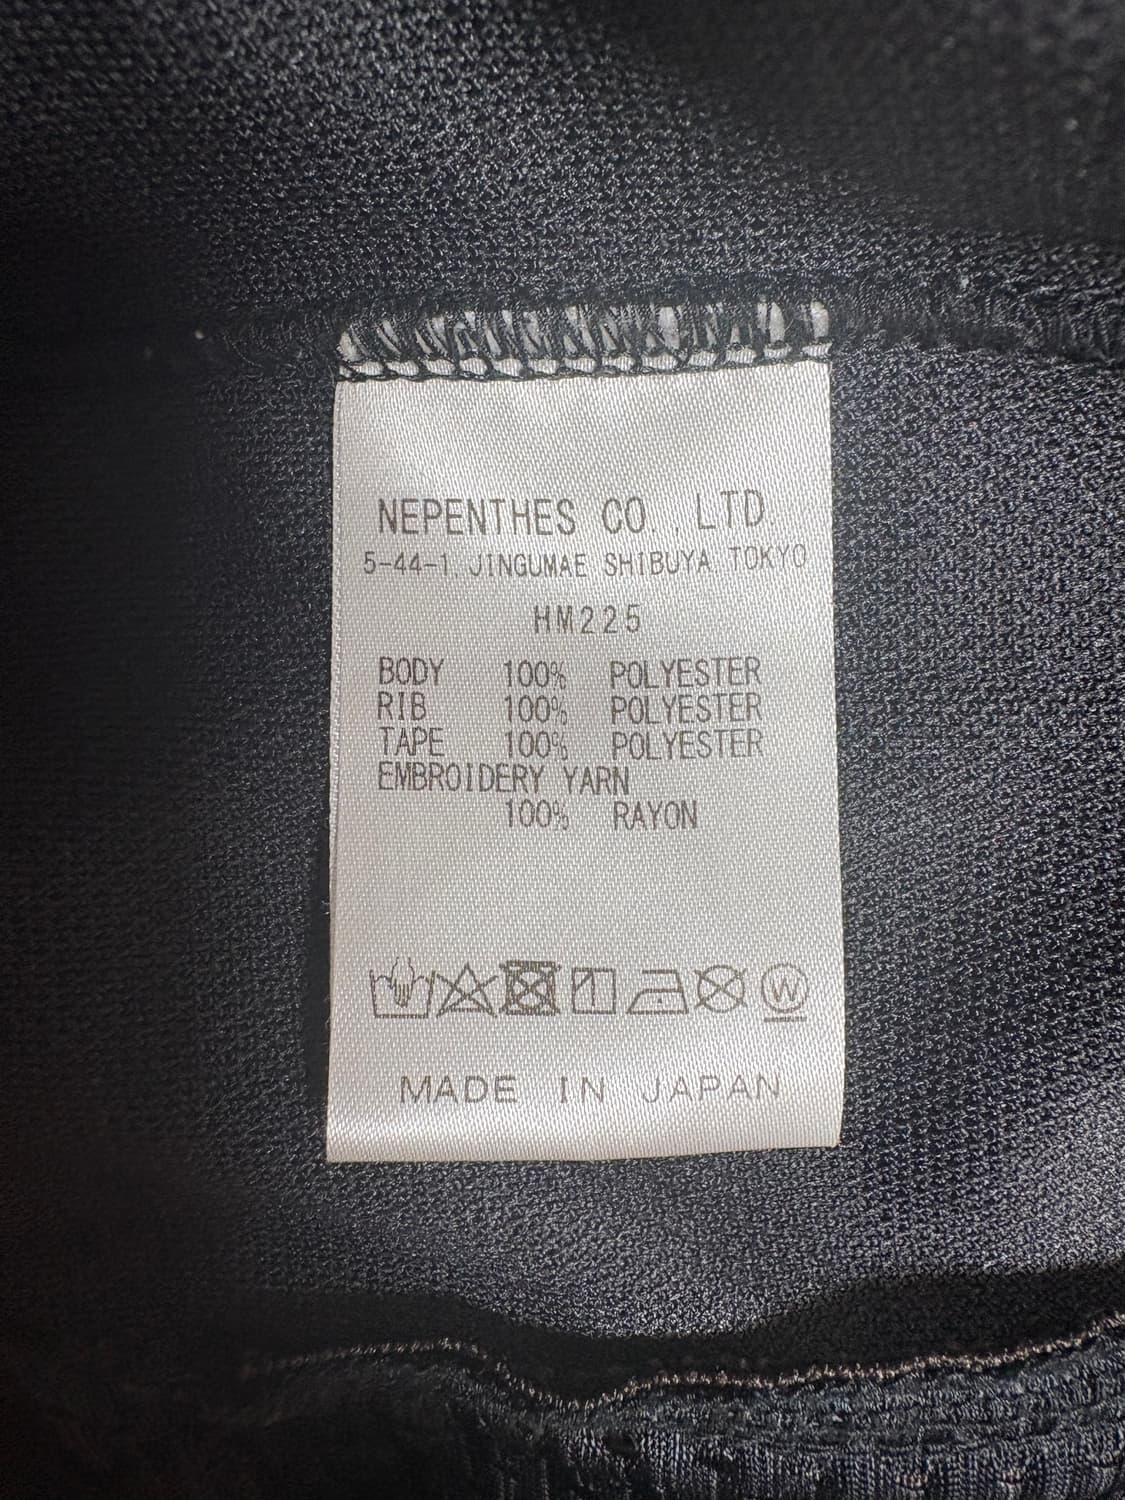 NEPENTHES CO.,LTD.
5-44-1,JINGUMAE SHIBUYA TOKYO
HM225
BODY 100% POLYESTER
RIB 100% POLYESTER
TAPE 100% POLYESTER
EMBROIDERY YARN
100% RAYON
W
MADE IN JAPAN